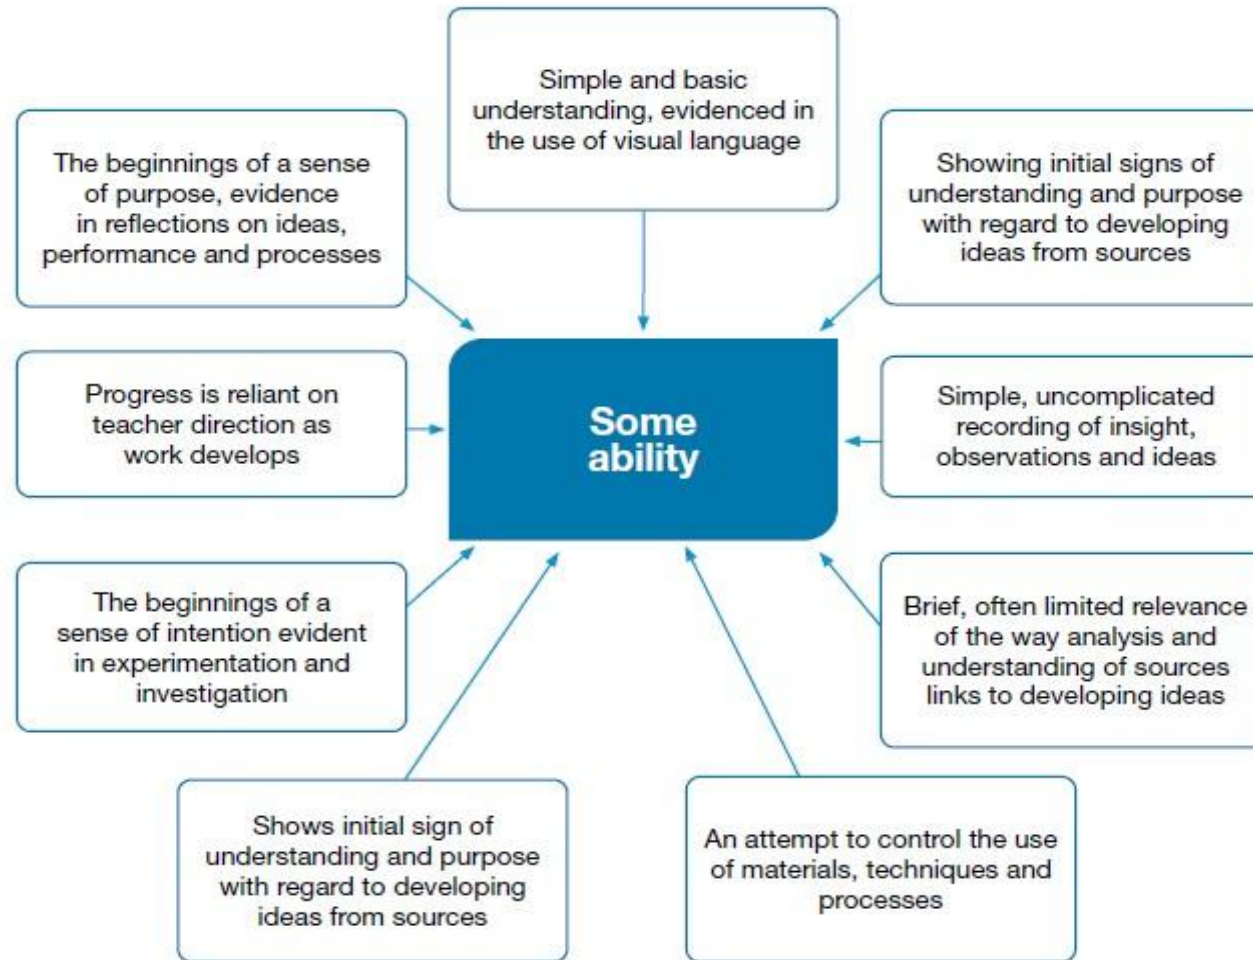 Simple and basic
understanding, evidenced in
the use of visual language
The beginnings of a sense
of purpose, evidence
in reflections on ideas,
performance and processes
Showing initial signs of
understanding and purpose
with regard to developing
ideas from sources
Progress is reliant on
teacher direction as
work develops
Some
ability
Simple, uncomplicated
recording of insight,
observations and ideas
The beginnings of a
sense of intention evident
in experimentation and
investigation
Brief, often limited relevance
of the way analysis and
understanding of sources
links to developing ideas
Shows initial sign of
understanding and purpose
with regard to developing
ideas from sources
An attempt to control the use
of materials, techniques and
processes